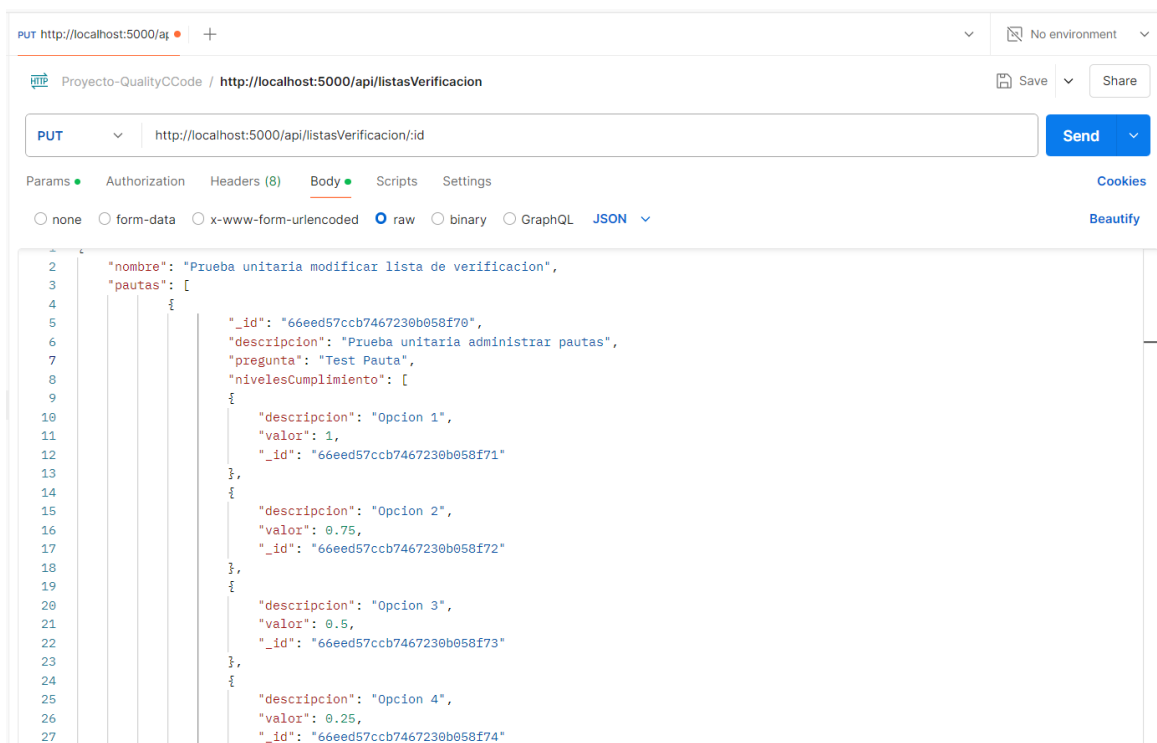 PUT http://localhost:5000/ap
No environment
HTTP Proyecto-QualityCCode / http://localhost:5000/api/listasVerificacion Save Share
PUT http://localhost:5000/api/listasVerificacion/:id Send
Params Authorization Headers (8) Body Scripts Settings Cookies
none form-data x-www-form-urlencoded raw binary GraphQL JSON Beautify
1 {
2 "nombre": "Prueba unitaria modificar lista de verificacion",
3 "pautas": [
4 {
5 "_id": "66eed57ccb7467230b058f70",
6 "descripcion": "Prueba unitaria administrar pautas",
7 "pregunta": "Test Pauta",
8 "nivelesCumplimiento": [
9 {
10 "descripcion": "Opcion 1",
11 "valor": 1,
12 "_id": "66eed57ccb7467230b058f71"
13 },
14 {
15 "descripcion": "Opcion 2",
16 "valor": 0.75,
17 "_id": "66eed57ccb7467230b058f72"
18 },
19 {
20 "descripcion": "Opcion 3",
21 "valor": 0.5,
22 "_id": "66eed57ccb7467230b058f73"
23 },
24 {
25 "descripcion": "Opcion 4",
26 "valor": 0.25,
27 "_id": "66eed57ccb7467230b058f74"